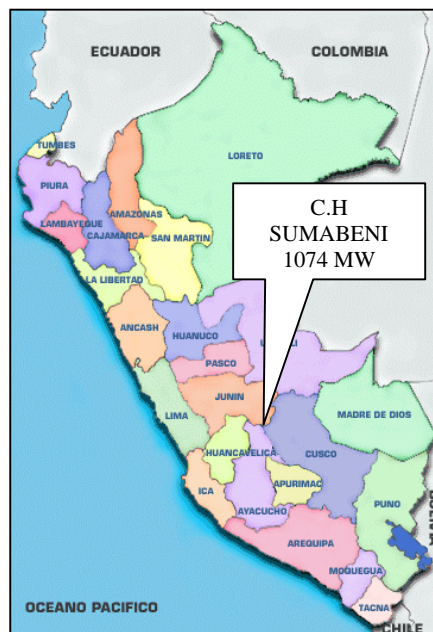 ECUADOR
COLOMBIA
TUMBES
LORETO
PIURA
LAMBAYEQUE
AMAZONAS
CAJAMARCA
SAN MARTIN
C.H
SUMABENI
1074 MW
LA LIBERTAD
ANCASH
HUANUCO
PASCO
JUNIN
LIMA
MADRE DE DIOS
HUANCAVELICA
CUSCO
ICA
APURIMAC
PUNO
AYACUCHO
AREQUIPA
MOQUEGUA
OCEANO PACIFICO
TACNA
CHILE